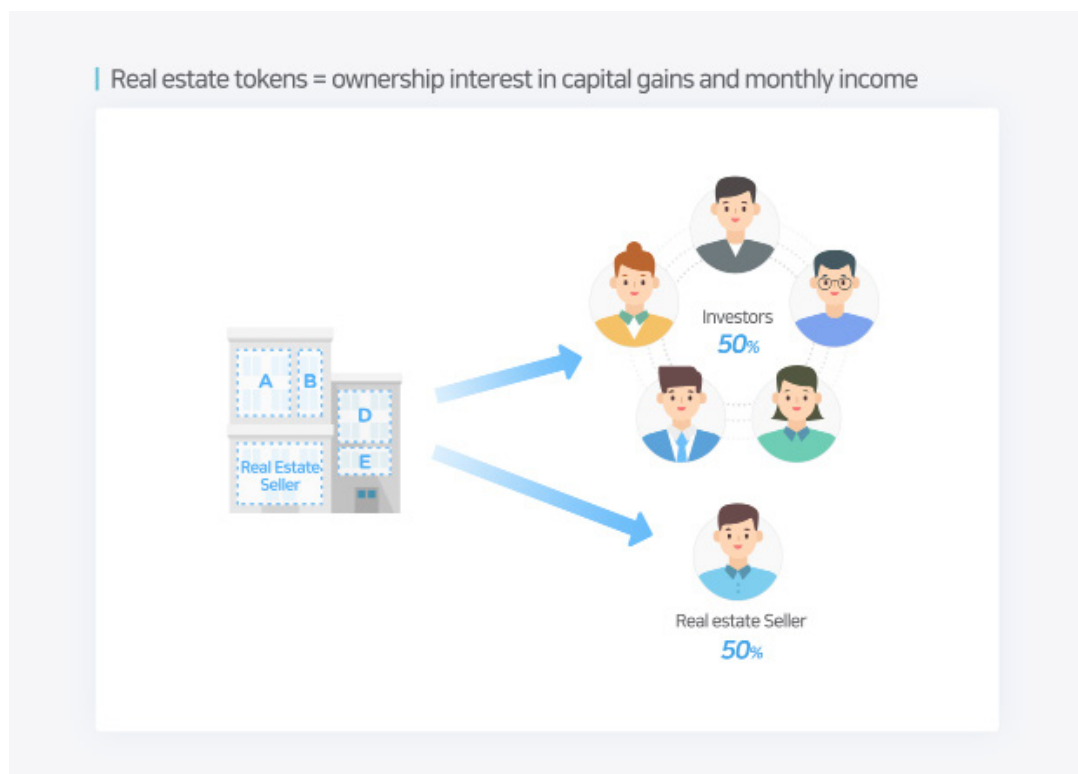 Real estate tokens = ownership interest in capital gains and monthly income
A
B
D
E
Real Estate
Seller
Investors
50%
Real estate Seller
50%